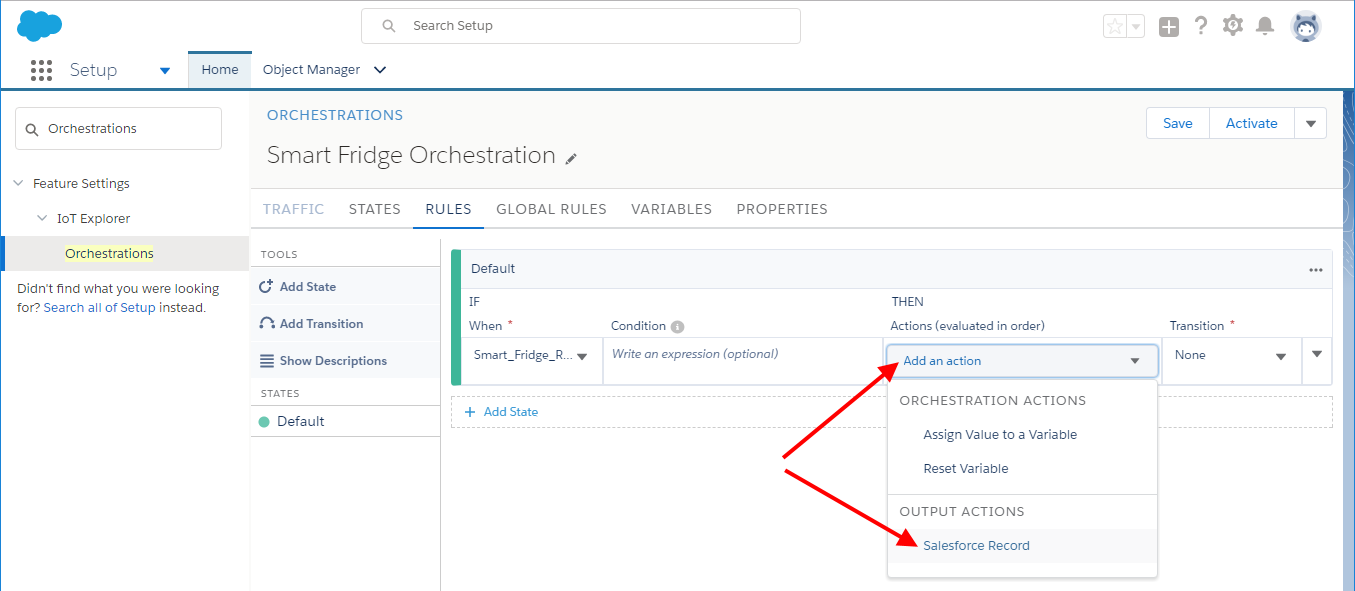 Search Setup
Setup
Home
Object Manager
Orchestrations
Feature Settings
IoT Explorer
Orchestrations
Didn't find what you were looking
for? Search all of Setup instead.
ORCHESTRATIONS
Smart Fridge Orchestration
Save
Activate
TRAFFIC
STATES
RULES
GLOBAL RULES
VARIABLES
PROPERTIES
TOOLS
Add State
Add Transition
Show Descriptions
STATES
Default
Default
IF
THEN
When *
Condition
Actions (evaluated in order)
Transition *
Smart_Fridge_R...
Write an expression (optional)
Add an action
None
Add State
ORCHESTRATION ACTIONS
Assign Value to a Variable
Reset Variable
OUTPUT ACTIONS
Salesforce Record